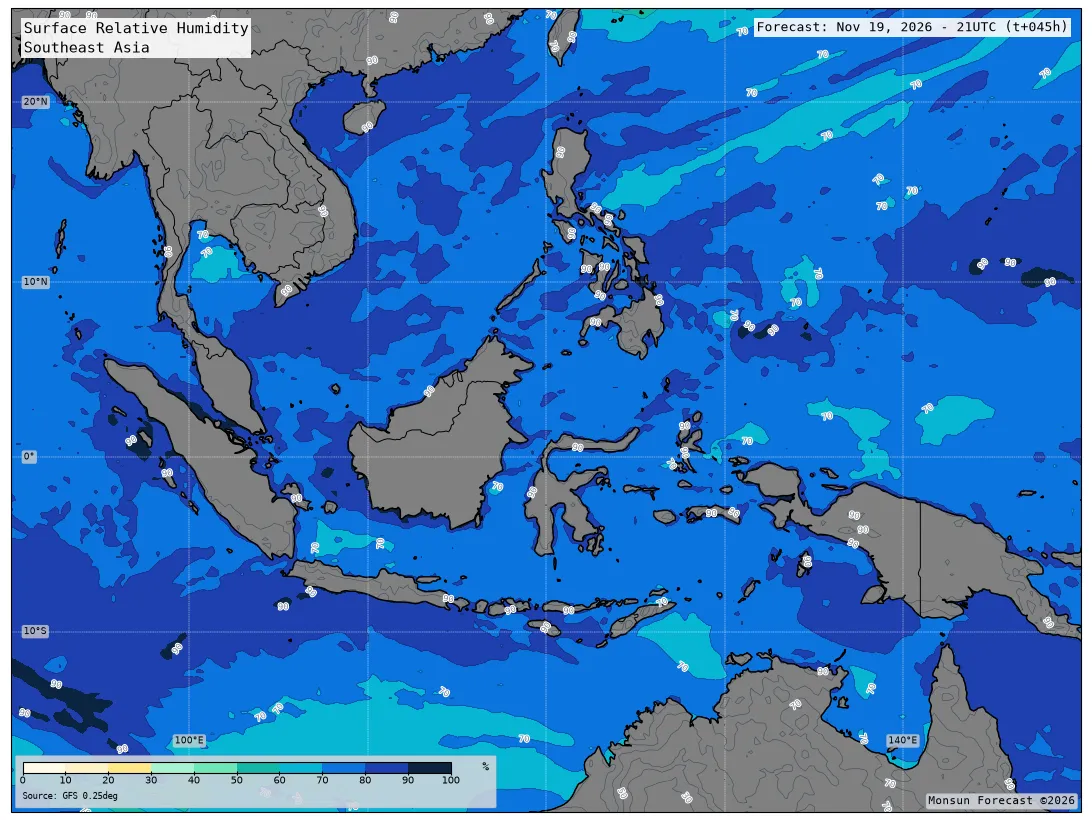 Surface Relative Humidity
Southeast Asia
Forecast: Nov 19, 2026 - 21UTC (t+045h)
20°N
10°N
0°
10°S
100°E
140°E
%
0 10 20 30 40 50 60 70 80 90 100
Source: GFS 0.25deg
Monsun Forecast ©2026